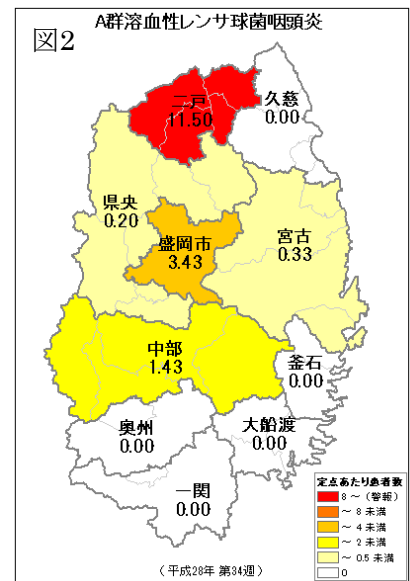 A群溶血性レンサ球菌咽頭炎
図2
二戸
11.50
久慈
0.00
県央
0.20
盛岡市
3.43
宮古
0.33
中部
1.43
釜石
0.00
奥州
0.00
大船渡
0.00
一関
0.00
定点あたり患者数
8～（警報）
～8未満
～4未満
～2未満
～0.5未満
0
（平成28年 第34週）